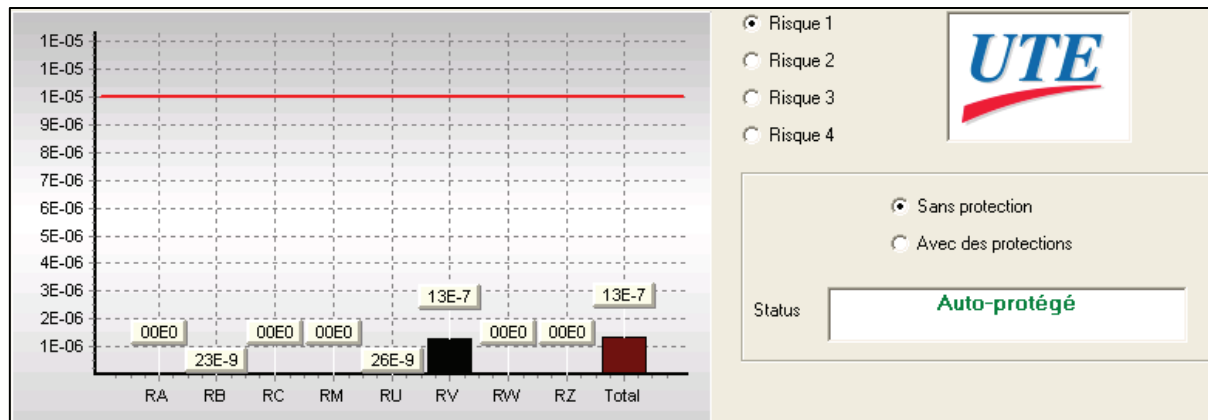 1E-05
1E-05
1E-05
9E-06
8E-06
7E-06
6E-06
5E-06
4E-06
3E-06
2E-06
1E-06
00E0
23E-9
00E0
00E0
26E-9
13E-7
00E0
00E0
13E-7
RA RB RC RM RU RV RW RZ Total
Risque 1
Risque 2
Risque 3
Risque 4
UTE
Sans protection
Avec des protections
Status Auto-protégé